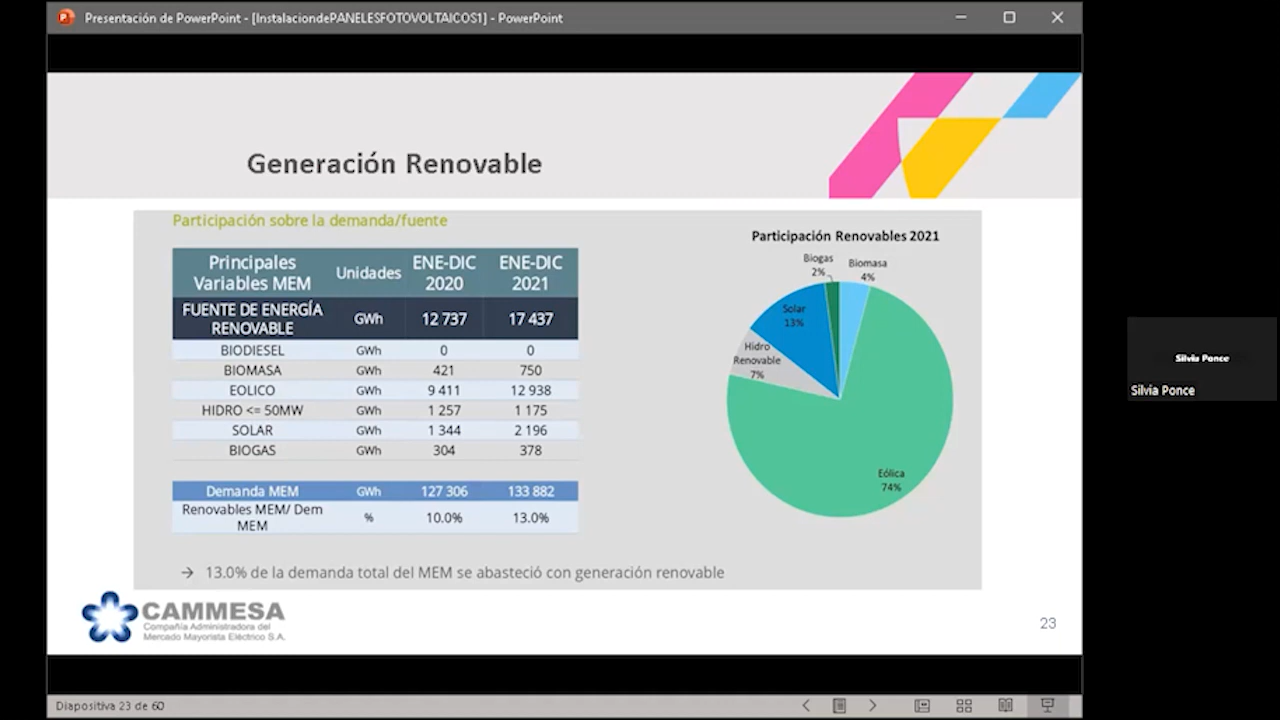 Presentación de PowerPoint - [InstalaciondePANELESFOTOVOLTAICOS1] - PowerPoint
Generación Renovable
Participación sobre la demanda/fuente
Principales Variables MEM Unidades ENE-DIC 2020 ENE-DIC 2021
FUENTE DE ENERGÍA RENOVABLE GWh 12 737 17 437
BIODIESEL GWh 0 0
BIOMASA GWh 421 750
EOLICO GWh 9 411 12 938
HIDRO <= 50MW GWh 1 257 1 175
SOLAR GWh 1 344 2 196
BIOGAS GWh 304 378
Demanda MEM GWh 127 306 133 882
Renovables MEM/ Dem MEM % 10.0% 13.0%
Participación Renovables 2021
Biogas
2%
Biomasa
4%
Solar
13%
Hidro
Renovable
7%
Eólica
74%
→ 13.0% de la demanda total del MEM se abasteció con generación renovable
CAMMESA
Compañía Administradora del
Mercado Mayorista Eléctrico S.A.
23
Silvia Ponce
Silvia Ponce
Diapositiva 23 de 60